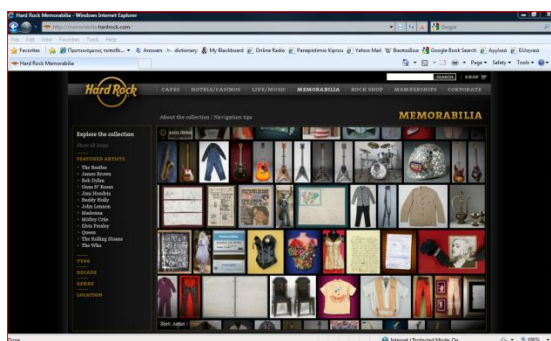 Hard Rock Memorabilia - Windows Internet Explorer
http://memorabilia.hardrock.com/
Google
File Edit View Favorites Tools Help
Favorites
Answers dictionary My Blackboard Online Radio Yahoo Mail Google Book Search
Hard Rock Memorabilia
Page Safety Tools
SEARCH SHOP
Hard Rock
CAFES HOTELS/CASINOS LIVE/MUSIC MEMORABILIA ROCK SHOP MEMBERSHIPS CORPORATE
About the collection | Navigation tips
MEMORABILIA
Explore the collection
Show all items
FEATURED ARTISTS
The Beatles
James Brown
Bob Dylan
Guns N' Roses
Jimi Hendrix
Buddy Holly
John Lennon
Madonna
Mötley Crüe
Elvis Presley
Queen
The Rolling Stones
The Who
TYPE
DECADE
GENRE
LOCATION
Sort: Artist |
Done
Internet | Protected Mode: On
100%